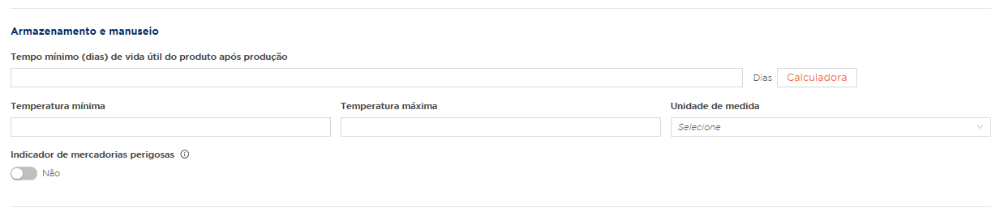 Armazenamento e manuseio
Tempo mínimo (dias) de vida útil do produto após produção
Dias Calculadora
Temperatura mínima Temperatura máxima Unidade de medida
Selecione
Indicador de mercadorias perigosas
Não